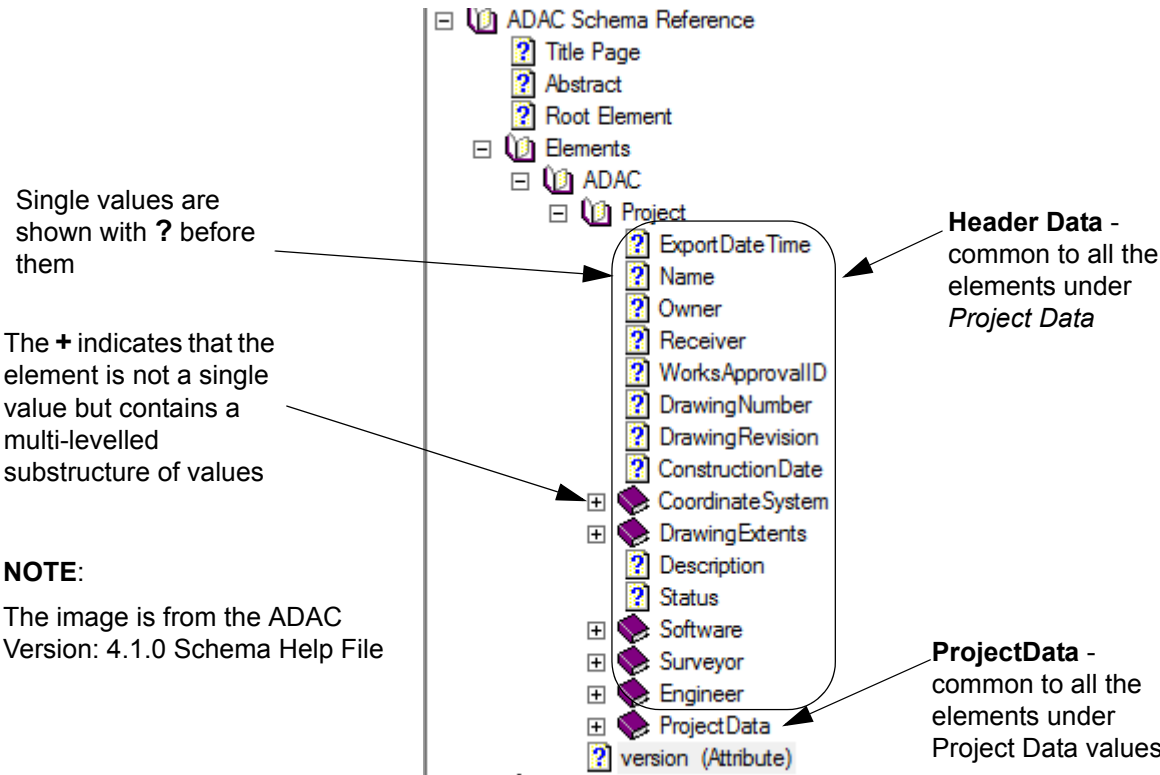 ADAC Schema Reference
Title Page
Abstract
Root Element
Elements
ADAC
Project
ExportDateTime
Name
Owner
Receiver
WorksApprovalID
DrawingNumber
DrawingRevision
ConstructionDate
CoordinateSystem
DrawingExtents
Description
Status
Software
Surveyor
Engineer
ProjectData
version (Attribute)
Single values are
shown with ? before
them
The + indicates that the
element is not a single
value but contains a
multi-levelled
substructure of values
NOTE:
The image is from the ADAC
Version: 4.1.0 Schema Help File
Header Data -
common to all the
elements under
Project Data
ProjectData -
common to all the
elements under
Project Data values